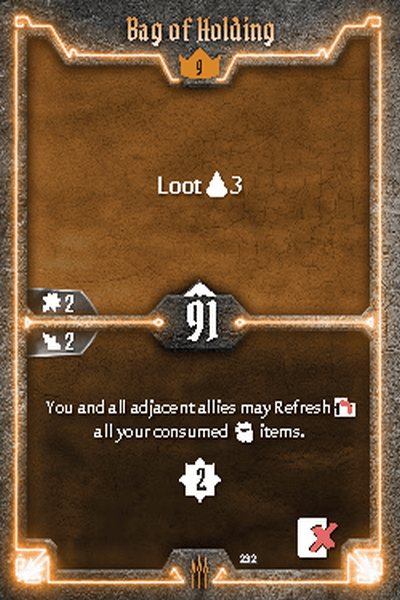 Bag of Holding
9
Loot 3
2
91
2
You and all adjacent allies may Refresh
all your consumed items.
2
232